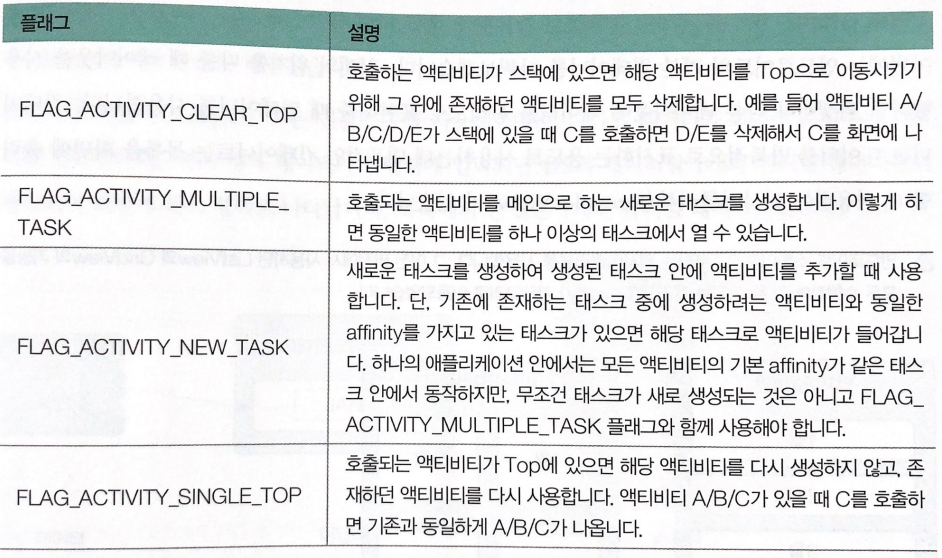 플래그
설명
FLAG_ACTIVITY_CLEAR_TOP
호출하는 액티비티가 스택에 있으면 해당 액티비티를 Top으로 이동시키기
위해 그 위에 존재하던 액티비티를 모두 삭제합니다. 예를 들어 액티비티 A/
B/C/D/E가 스택에 있을 때 C를 호출하면 D/E를 삭제해서 C를 화면에 나
타냅니다.
FLAG_ACTIVITY_MULTIPLE_
TASK
호출되는 액티비티를 메인으로 하는 새로운 태스크를 생성합니다. 이렇게 하
면 동일한 액티비티를 하나 이상의 태스크에서 열 수 있습니다.
FLAG_ACTIVITY_NEW_TASK
새로운 태스크를 생성하여 생성된 태스크 안에 액티비티를 추가할 때 사용
합니다. 단, 기존에 존재하는 태스크 중에 생성하려는 액티비티와 동일한
affinity를 가지고 있는 태스크가 있으면 해당 태스크로 액티비티가 들어갑니
다. 하나의 애플리케이션 안에서는 모든 액티비티의 기본 affinity가 같은 태스
크 안에서 동작하지만, 무조건 태스크가 새로 생성되는 것은 아니고 FLAG_
ACTIVITY_MULTIPLE_TASK 플래그와 함께 사용해야 합니다.
FLAG_ACTIVITY_SINGLE_TOP
호출되는 액티비티가 Top에 있으면 해당 액티비티를 다시 생성하지 않고, 존
재하던 액티비티를 다시 사용합니다. 액티비티 A/B/C가 있을 때 C를 호출하
면 기존과 동일하게 A/B/C가 나옵니다.